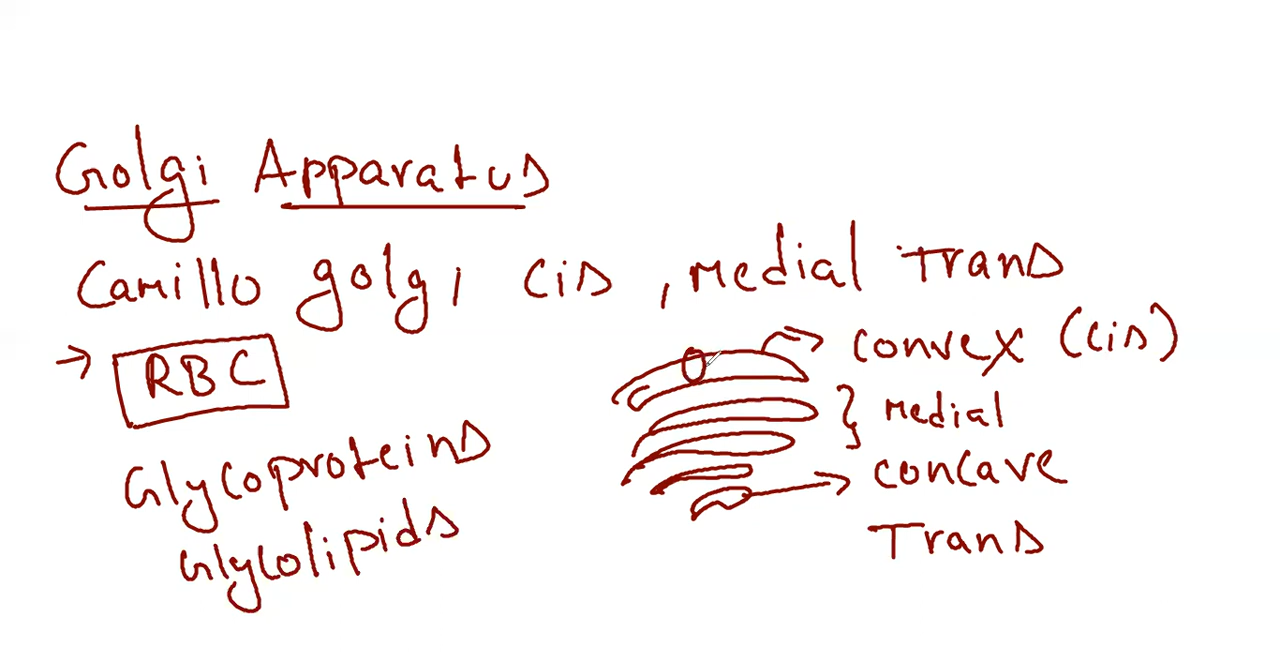 Golgi Apparatus
Camillo golgi cis , Medial Trans
→ RBC
Glycoproteins
Glycolipids
→ convex (cis)
} Medial
→ concave
Trans